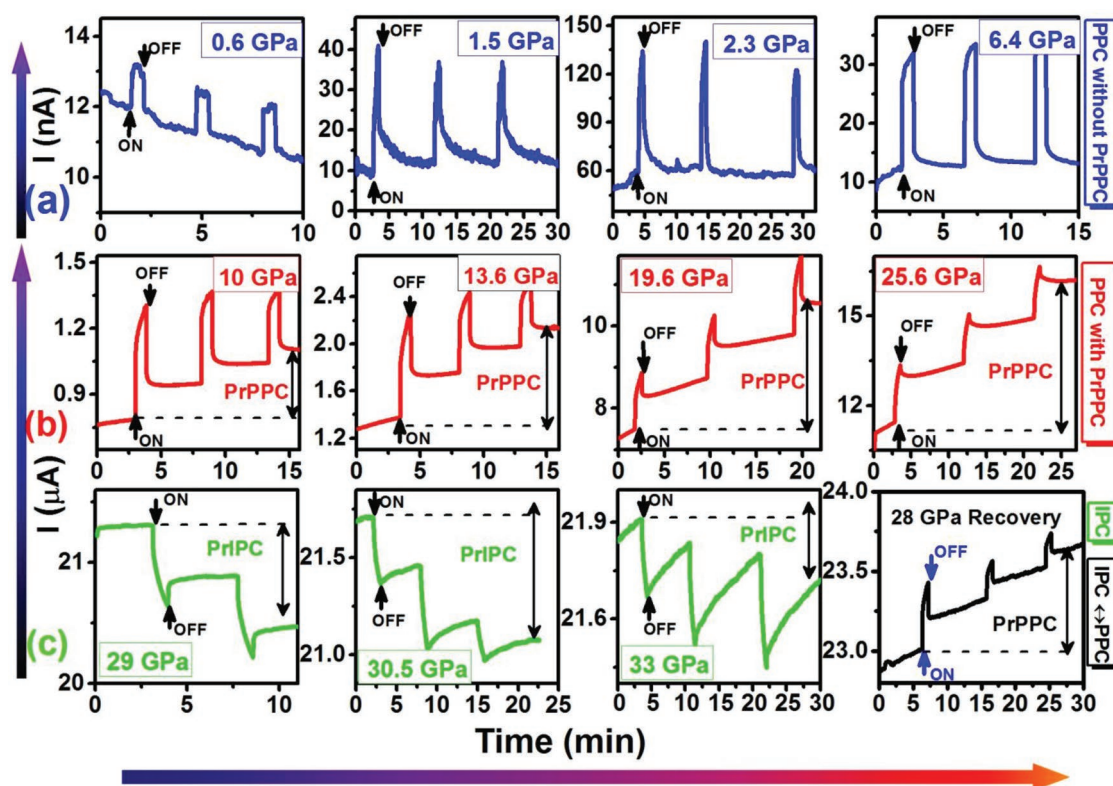 I (nA)
(a)
14
12
10
0
5
10
0.6 GPa
OFF
ON
50
40
30
20
10
0
0 5 10 15 20 25 30
1.5 GPa
OFF
ON
150
120
90
60
0 5 10 15 20 25 30
2.3 GPa
OFF
ON
30
20
10
0 5 10 15
6.4 GPa
OFF
ON
PPC without PrPPC
I (μA)
(b)
1.5
1.2
0.9
0 5 10 15
10 GPa
OFF
ON
PrPPC
2.4
2.0
1.6
1.2
0 5 10 15
13.6 GPa
OFF
ON
PrPPC
10
8
0 5 10 15 20
19.6 GPa
OFF
ON
PrPPC
15
12
0 5 10 15 20 25
25.6 GPa
OFF
ON
PrPPC
PPC with PrPPC
(c)
21
20
0 5 10
ON
OFF
PrIPC
29 GPa
21.5
21.0
0 5 10 15 20 25
ON
OFF
PrIPC
30.5 GPa
21.9
21.6
0 5 10 15 20 25 30
ON
OFF
PrIPC
33 GPa
24.0
23.5
23.0
0 5 10 15 20 25 30
28 GPa Recovery
OFF
ON
PrPPC
IPC
IPC ↔PPC
Time (min)